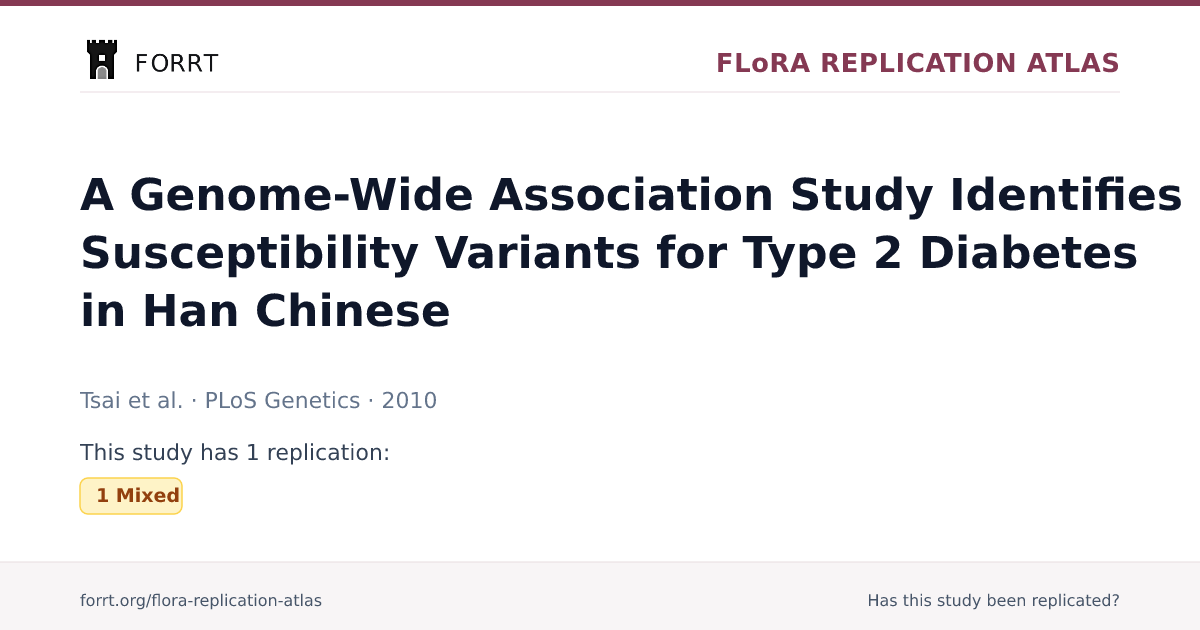 FORRT
FLoRA REPLICATION ATLAS
A Genome-Wide Association Study Identifies
Susceptibility Variants for Type 2 Diabetes
in Han Chinese
Tsai et al. · PLoS Genetics · 2010
This study has 1 replication:
1 Mixed
forrt.org/flora-replication-atlas
Has this study been replicated?